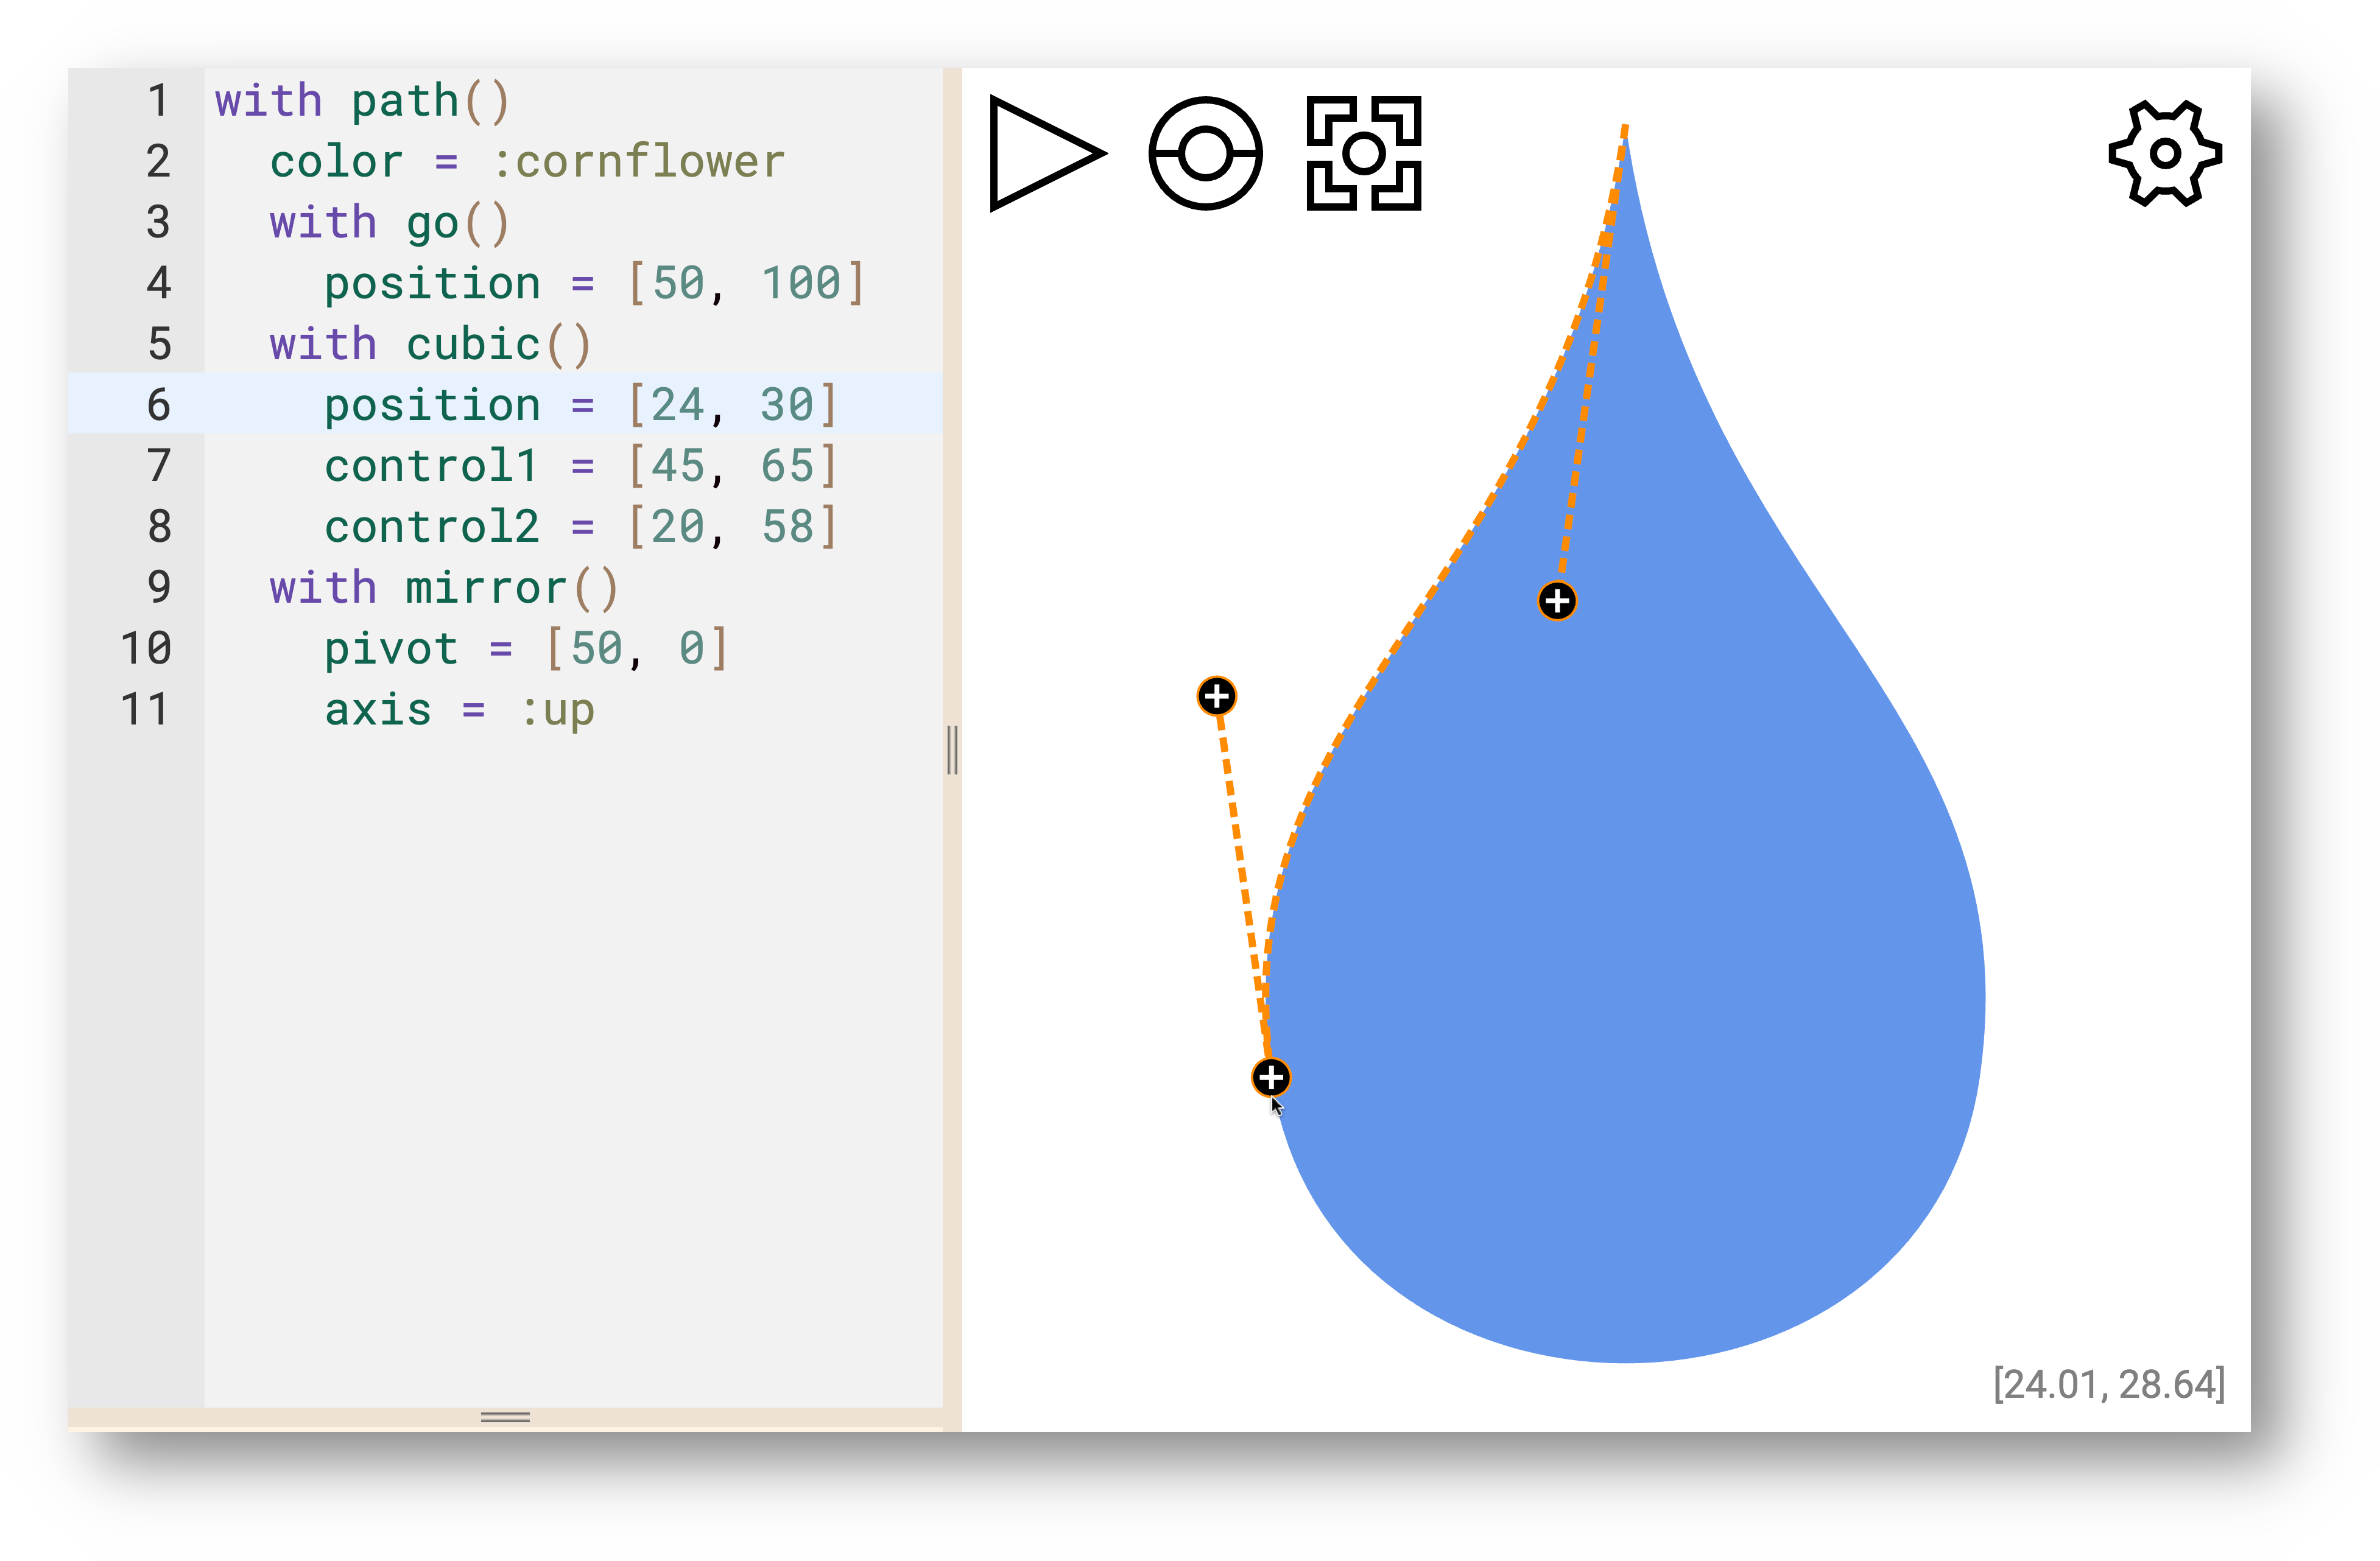 1 with path()
2   color = :cornflower
3   with go()
4     position = [50, 100]
5   with cubic()
6     position = [24, 30]
7     control1 = [45, 65]
8     control2 = [20, 58]
9   with mirror()
10     pivot = [50, 0]
11     axis = :up
[24.01, 28.64]